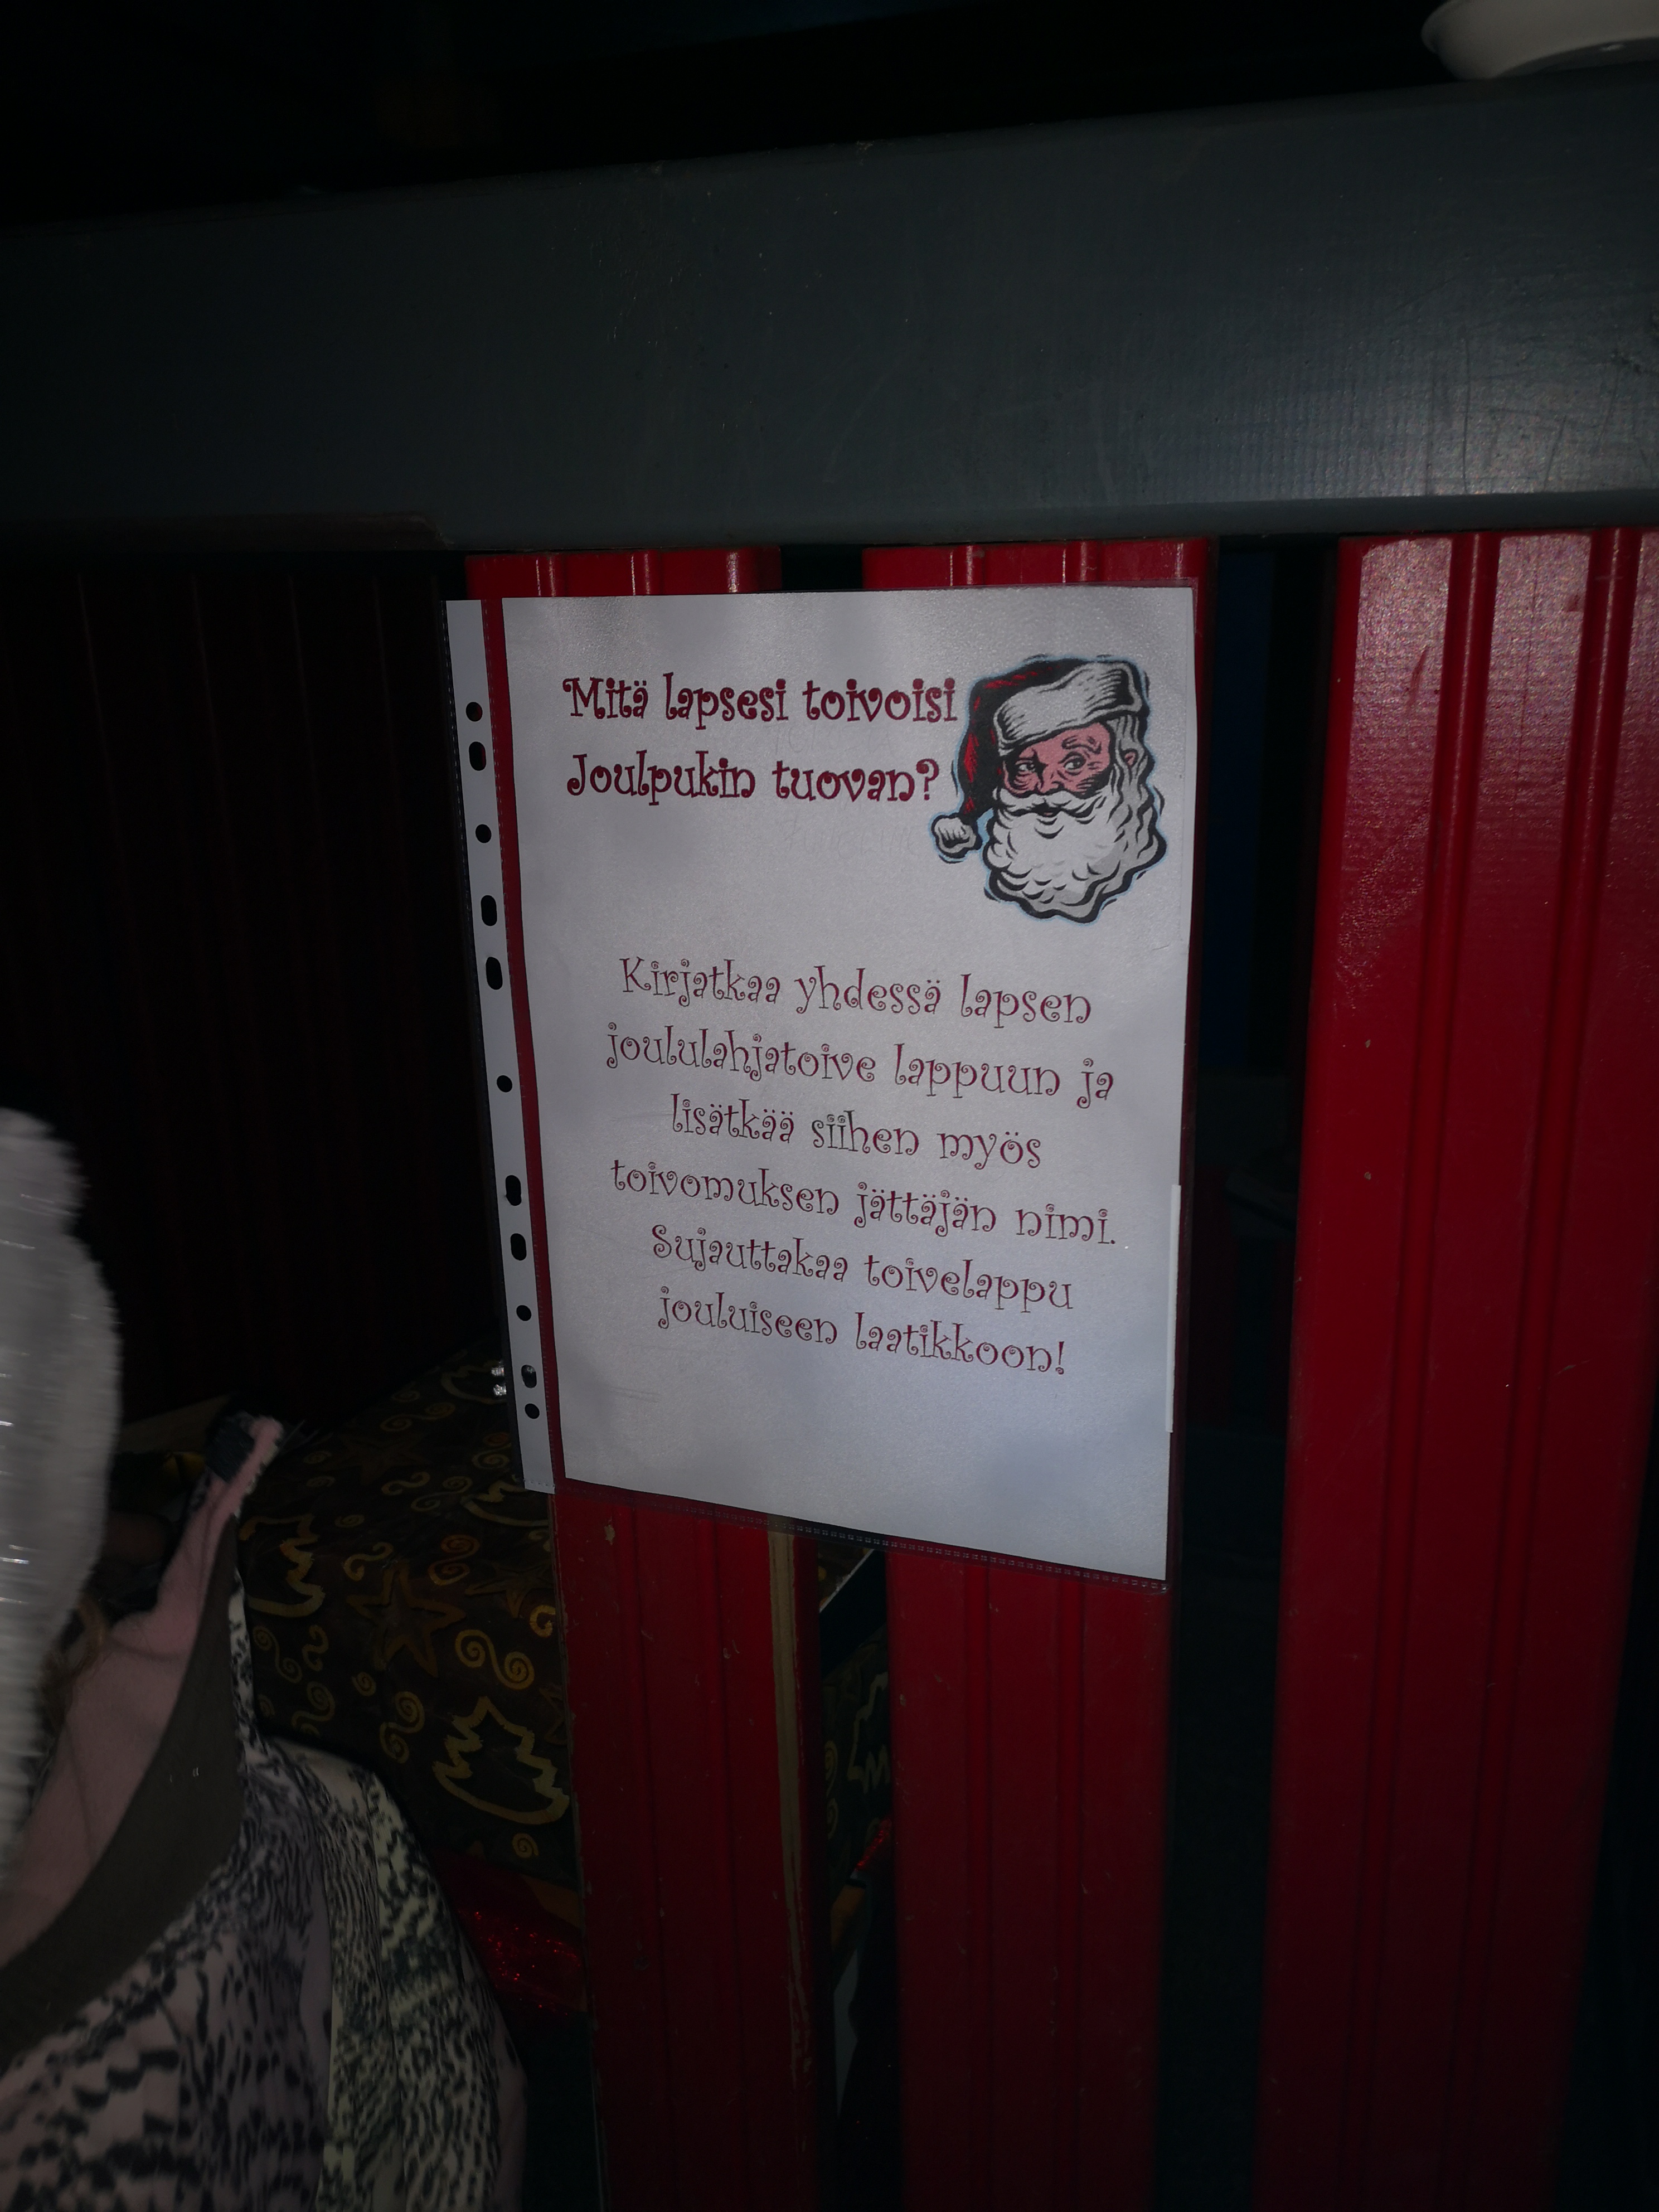 Mitä lapsesi toivoisi
Joulpukin tuovan?
Kirjatkaa yhdessä lapsen
joululahjatoive lappuun ja
lisätkää siihen myös
toivomuksen jättäjän nimi.
Sujauttakaa toivelappu
jouluiseen laatikkoon!